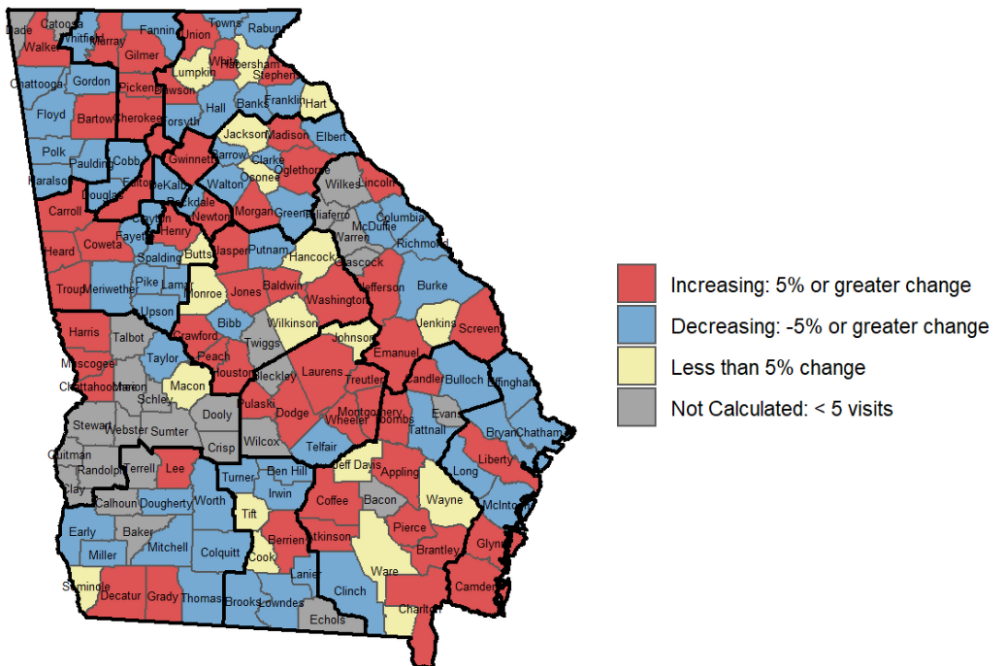 Dade
Catoosa
Whitfield
Murray
Fannin
Union
Towns
Rabun
Walker
Gilmer
Lumpkin
White
Habersham
Stephens
Chattooga
Gordon
Pickens
Dawson
Hall
Banks
Franklin
Hart
Floyd
Bartow
Cherokee
Forsyth
Jackson
Madison
Elbert
Polk
Paulding
Cobb
Gwinnett
Barrow
Clarke
Oglethorpe
Oconee
Haralson
Douglas
Fulton
DeKalb
Walton
Wilkes
Lincoln
Carroll
Rockdale
Newton
Morgan
Greene
Taliaferro
McDuffie
Columbia
Clayton
Henry
Fayette
Coweta
Heard
Spalding
Butts
Jasper
Putnam
Hancock
Warren
Richmond
Glascock
Troup
Meriwether
Pike
Lamar
Monroe
Jones
Baldwin
Washington
Jefferson
Burke
Upson
Bibb
Wilkinson
Jenkins
Screven
Harris
Talbot
Taylor
Crawford
Twiggs
Johnson
Emanuel
Muscogee
Chattahoochee
Marion
Schley
Macon
Peach
Houston
Bleckley
Laurens
Treutlen
Candler
Bulloch
Effingham
Stewart
Webster
Sumter
Dooly
Pulaski
Dodge
Wheeler
Montgomery
Toombs
Tattnall
Evans
Bryan
Chatham
Quitman
Randolph
Terrell
Lee
Crisp
Wilcox
Telfair
Jeff Davis
Appling
Long
Liberty
Clay
Calhoun
Dougherty
Worth
Turner
Ben Hill
Irwin
Coffee
Bacon
Wayne
McIntosh
Early
Baker
Mitchell
Tift
Berrien
Atkinson
Pierce
Brantley
Glynn
Miller
Colquitt
Cook
Lanier
Clinch
Ware
Camden
Seminole
Decatur
Grady
Thomas
Brooks
Lowndes
Echols
Charlton
Increasing: 5% or greater change
Decreasing: -5% or greater change
Less than 5% change
Not Calculated: < 5 visits